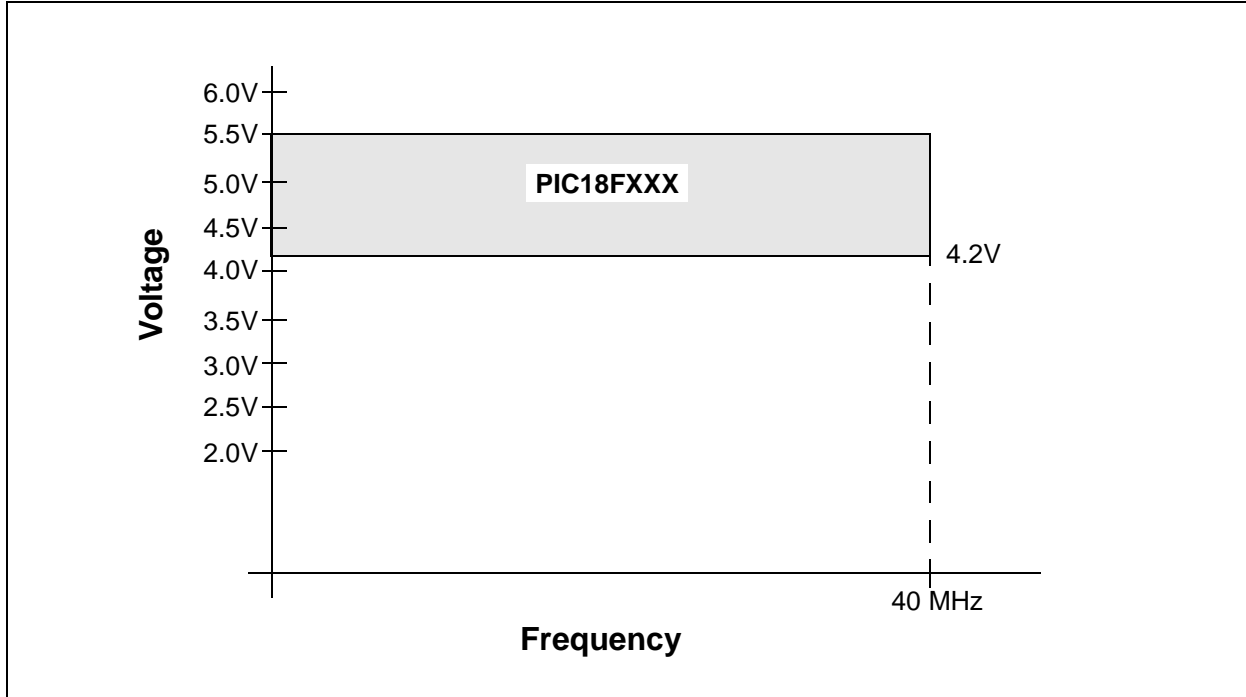 6.0V
5.5V
5.0V
4.5V
4.0V
3.5V
3.0V
2.5V
2.0V
Voltage
PIC18FXXX
4.2V
40 MHz
Frequency